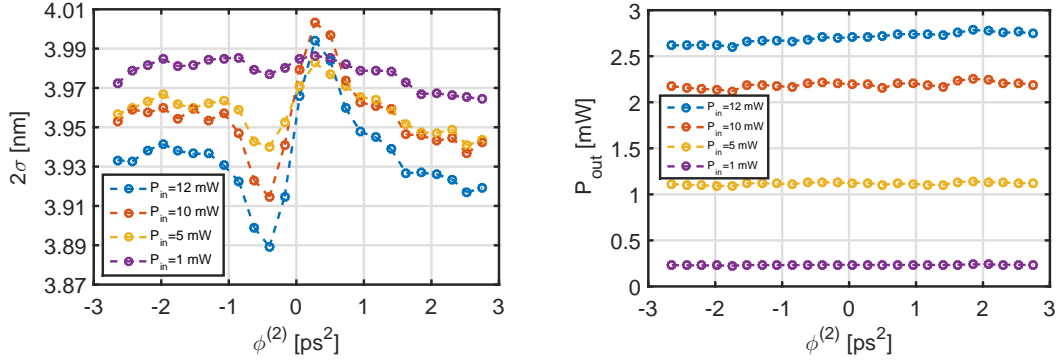 4.01
3.99
3.97
3.95
3.93
3.91
3.89
3.87
2σ [nm]
P_in=12 mW
P_in=10 mW
P_in=5 mW
P_in=1 mW
-3 -2 -1 0 1 2 3
ϕ^(2) [ps^2]
3
2.5
2
1.5
1
0.5
0
P_out [mW]
P_in=12 mW
P_in=10 mW
P_in=5 mW
P_in=1 mW
-3 -2 -1 0 1 2 3
ϕ^(2) [ps^2]